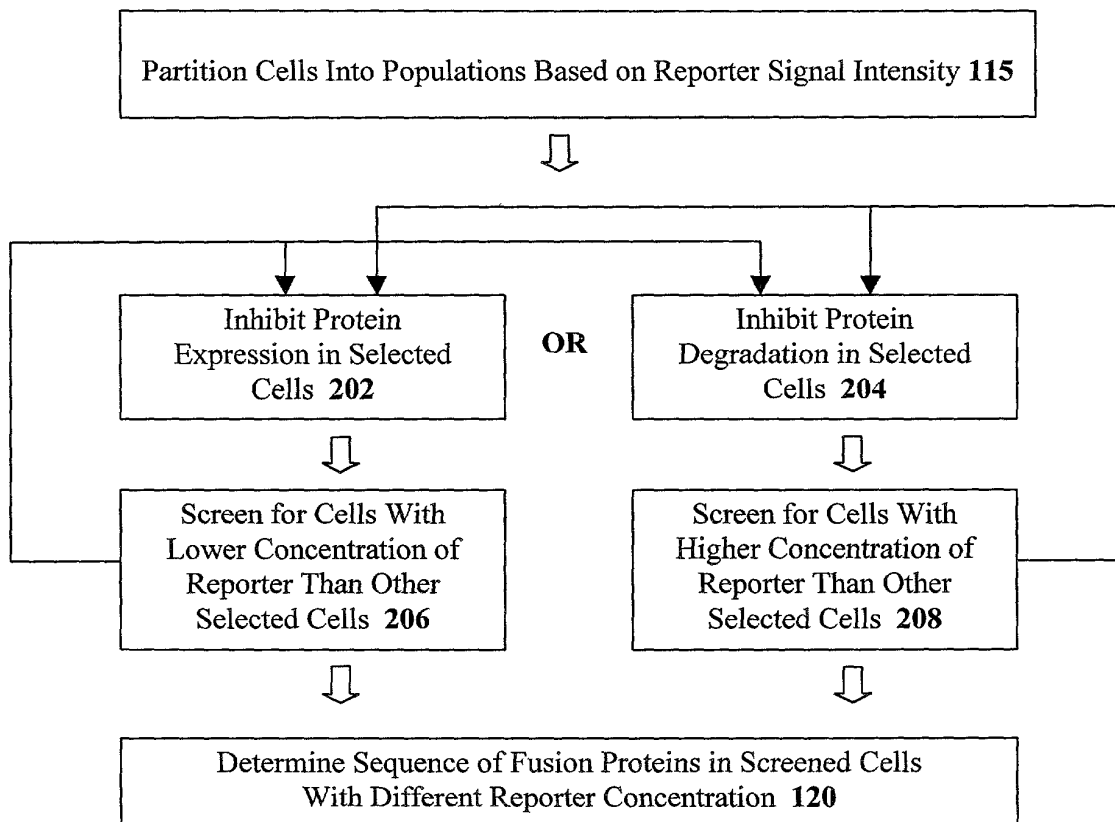 Partition Cells Into Populations Based on Reporter Signal Intensity 115
Inhibit Protein
Expression in Selected
Cells 202
OR
Inhibit Protein
Degradation in Selected
Cells 204
Screen for Cells With
Lower Concentration of
Reporter Than Other
Selected Cells 206
Screen for Cells With
Higher Concentration of
Reporter Than Other
Selected Cells 208
Determine Sequence of Fusion Proteins in Screened Cells
With Different Reporter Concentration 120